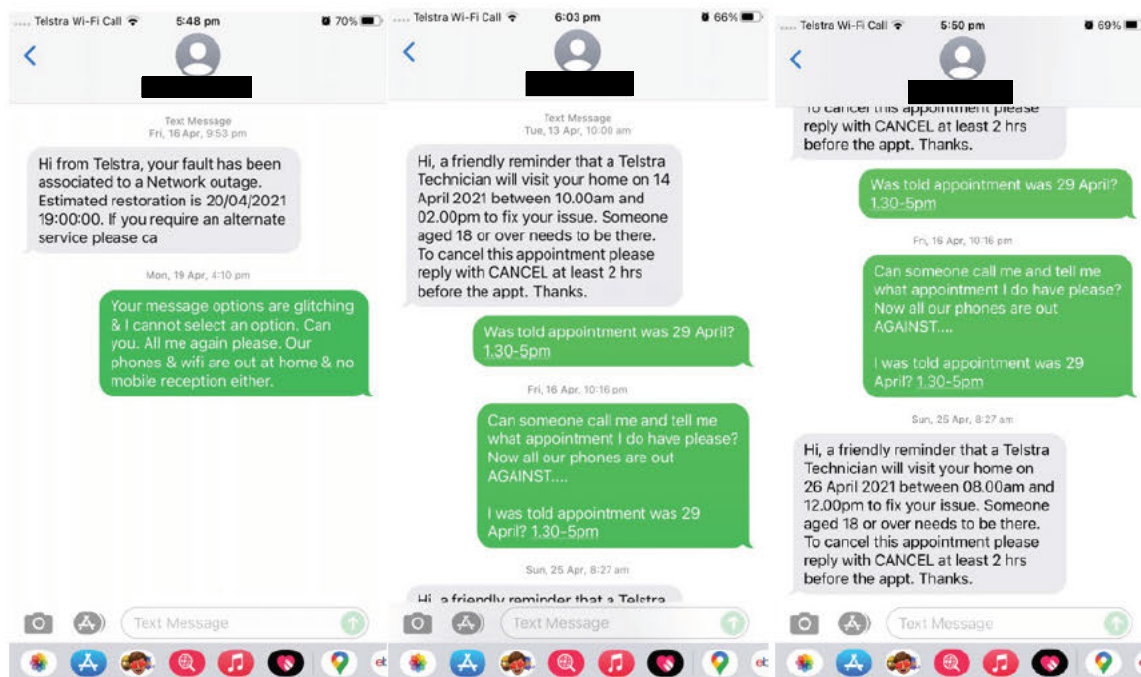 .... Telstra Wi-Fi Call
5:48 pm
70%
Text Message
Fri, 16 Apr, 9:53 pm
Hi from Telstra, your fault has been
associated to a Network outage.
Estimated restoration is 20/04/2021
19:00:00. If you require an alternate
service please ca
Mon, 19 Apr, 4:10 pm
Your message options are glitching
& I cannot select an option. Can
you. All me again please. Our
phones & wifi are out at home & no
mobile reception either.
Text Message
.... Telstra Wi-Fi Call
6:03 pm
66%
Text Message
Tue, 13 Apr, 10:00 am
Hi, a friendly reminder that a Telstra
Technician will visit your home on 14
April 2021 between 10.00am and
02.00pm to fix your issue. Someone
aged 18 or over needs to be there.
To cancel this appointment please
reply with CANCEL at least 2 hrs
before the appt. Thanks.
Was told appointment was 29 April?
1.30-5pm
Fri, 16 Apr, 10:16 pm
Can someone call me and tell me
what appointment I do have please?
Now all our phones are out
AGAINST....
I was told appointment was 29
April? 1.30-5pm
Sun, 25 Apr, 8:27 am
Hi, a friendly reminder that a Telstra
Text Message
eb
.... Telstra Wi-Fi Call
5:50 pm
69%
To cancel this appointment please
reply with CANCEL at least 2 hrs
before the appt. Thanks.
Was told appointment was 29 April?
1.30-5pm
Fri, 16 Apr, 10:16 pm
Can someone call me and tell me
what appointment I do have please?
Now all our phones are out
AGAINST....
I was told appointment was 29
April? 1.30-5pm
Sun, 25 Apr, 8:27 am
Hi, a friendly reminder that a Telstra
Technician will visit your home on
26 April 2021 between 08.00am and
12.00pm to fix your issue. Someone
aged 18 or over needs to be there.
To cancel this appointment please
reply with CANCEL at least 2 hrs
before the appt. Thanks.
Text Message